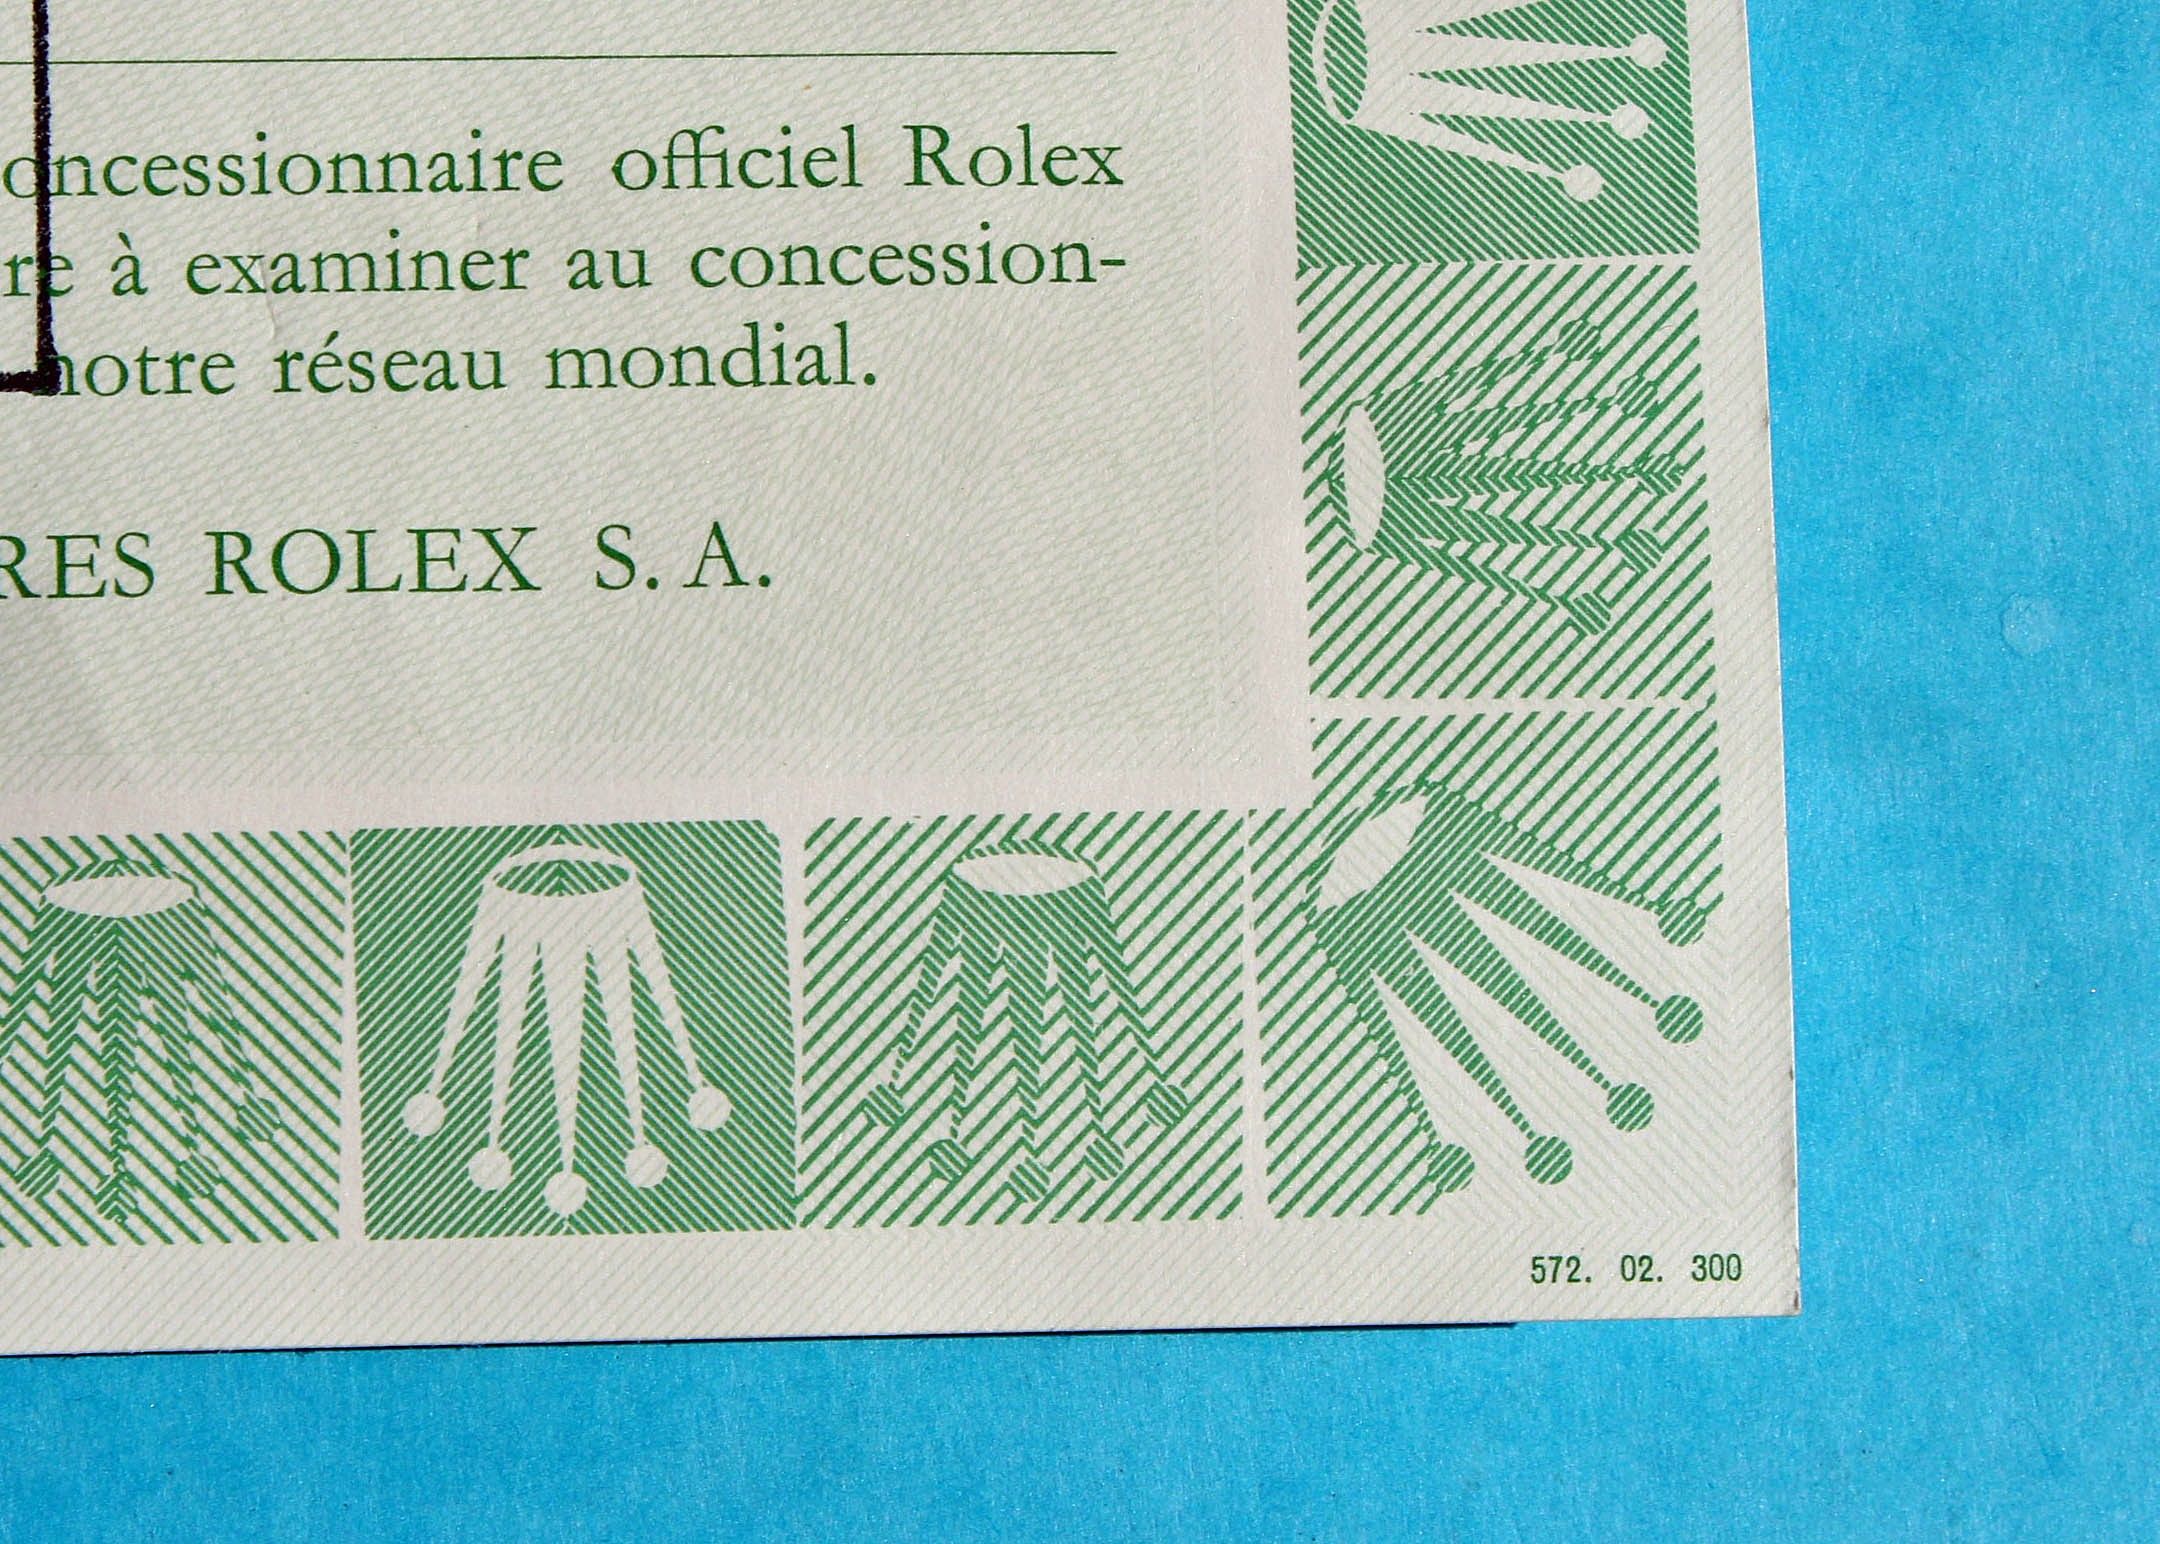 oncessionnaire officiel Rolex
re à examiner au concession-
notre réseau mondial.
RES ROLEX S. A.
572. 02. 300